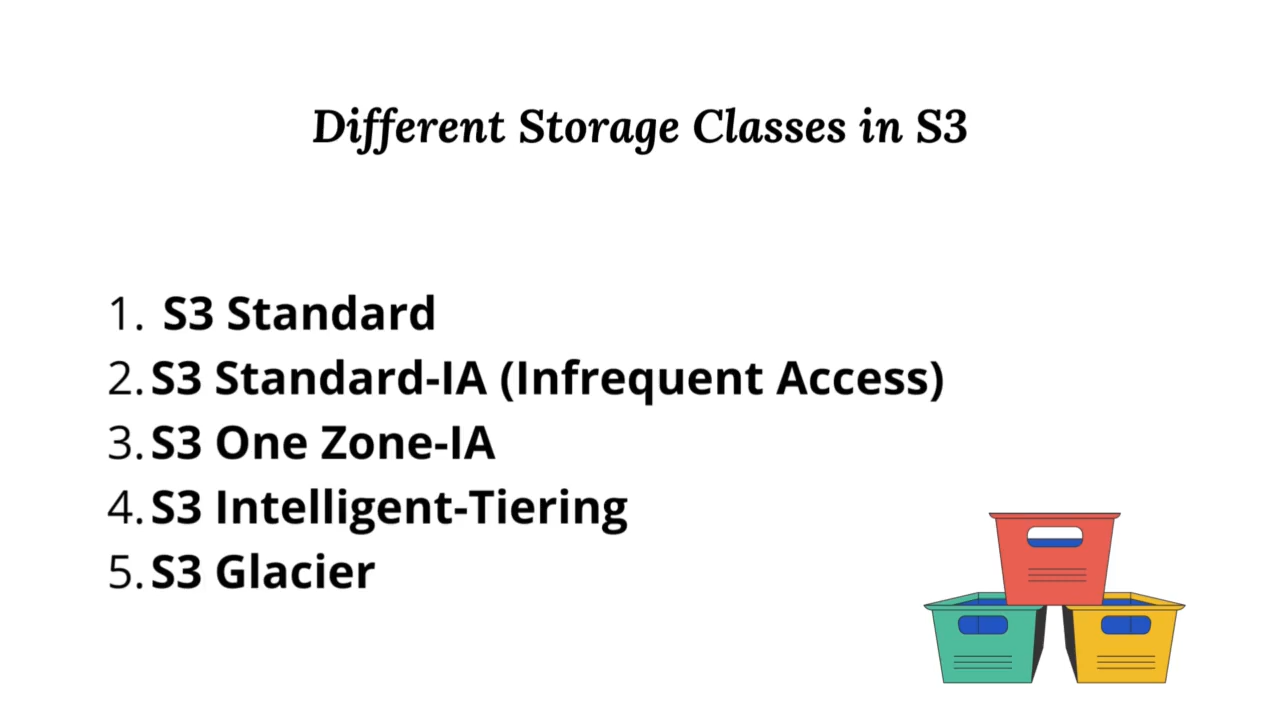 Different Storage Classes in S3
1. S3 Standard
2. S3 Standard-IA (Infrequent Access)
3. S3 One Zone-IA
4. S3 Intelligent-Tiering
5. S3 Glacier